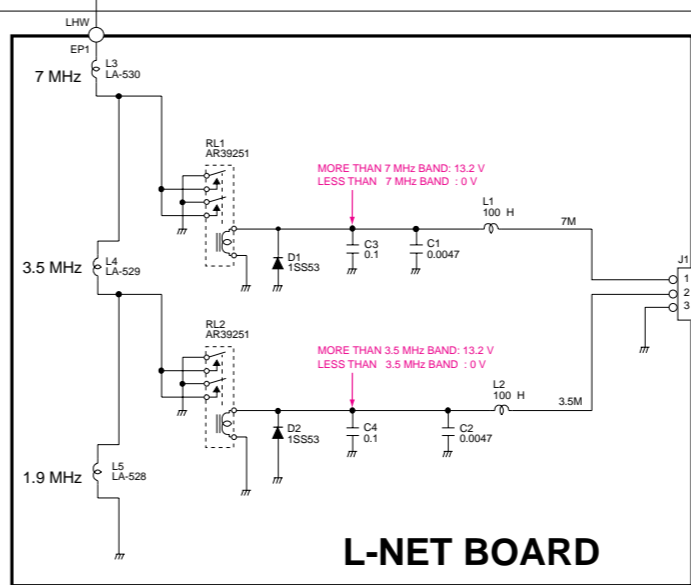 LHW
EP1
L3
LA-530
7 MHz
RL1
AR39251
MORE THAN 7 MHz BAND: 13.2 V
LESS THAN 7 MHz BAND : 0 V
L1
100 H
7M
D1
1SS53
C3
0.1
C1
0.0047
J1
1
2
3
3.5 MHz
L4
LA-529
RL2
AR39251
MORE THAN 3.5 MHz BAND: 13.2 V
LESS THAN 3.5 MHz BAND : 0 V
L2
100 H
3.5M
D2
1SS53
C4
0.1
C2
0.0047
1.9 MHz
L5
LA-528
L-NET BOARD